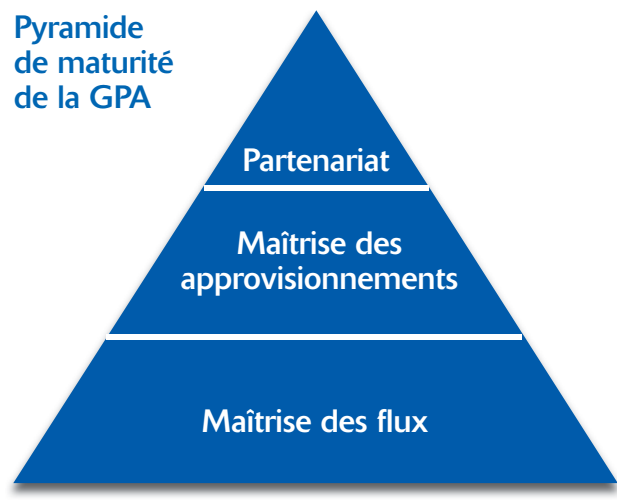 Pyramide
de maturité
de la GPA
Partenariat
Maîtrise des
approvisionnements
Maîtrise des flux